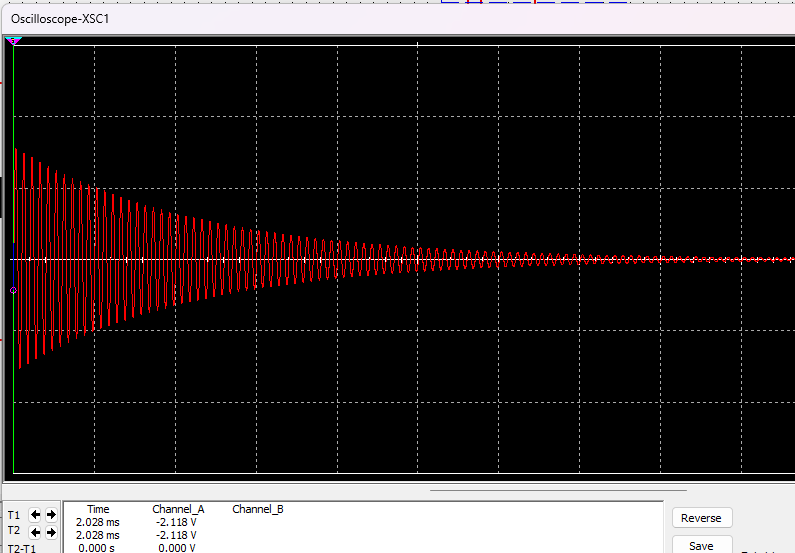 Oscilloscope-XSC1
Time Channel_A Channel_B
T1 2.028 ms -2.118 V
T2 2.028 ms -2.118 V
T2-T1 0.000 s 0.000 V
Reverse
Save